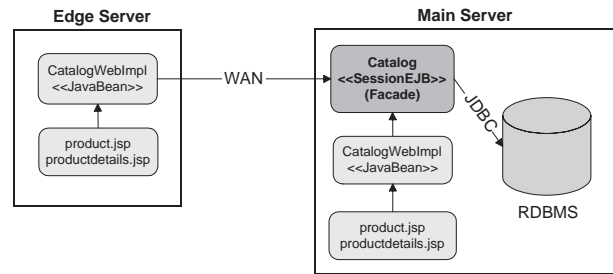 Edge Server
Main Server
CatalogWebImpl
<<JavaBean>>
product.jsp
productdetails.jsp
WAN
Catalog
<<SessionEJB>>
(Facade)
JDBC
CatalogWebImpl
<<JavaBean>>
product.jsp
productdetails.jsp
RDBMS